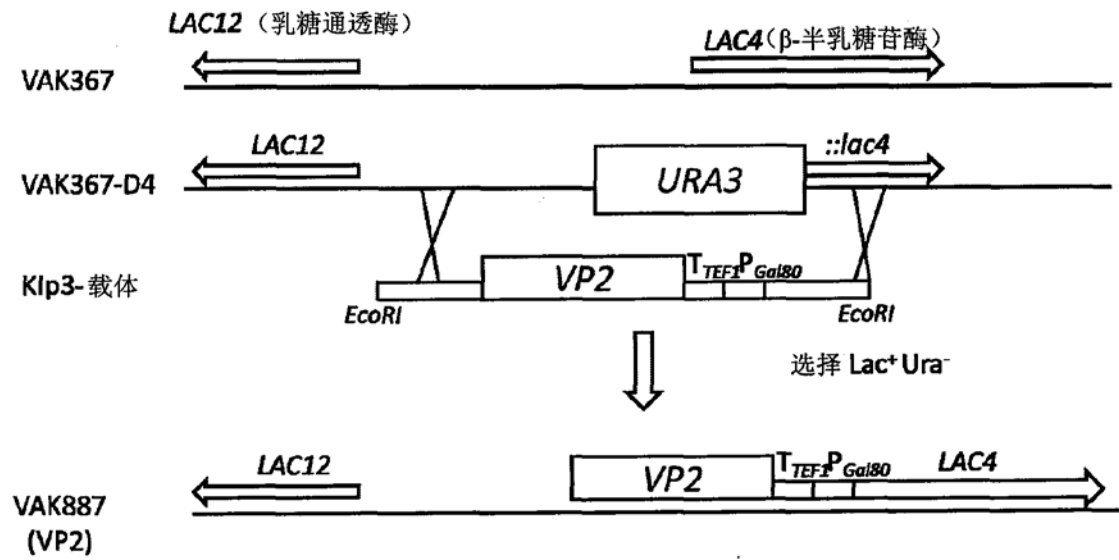 LAC12（乳糖通透酶）
LAC4(β-半乳糖苷酶)
VAK367
LAC12
::lac4
VAK367-D4
URA3
Klp3-载体
VP2
TTEF1PGal80
EcoRI
EcoRI
选择 Lac+Ura-
LAC12
VP2
TTEF1PGal80
LAC4
VAK887
(VP2)